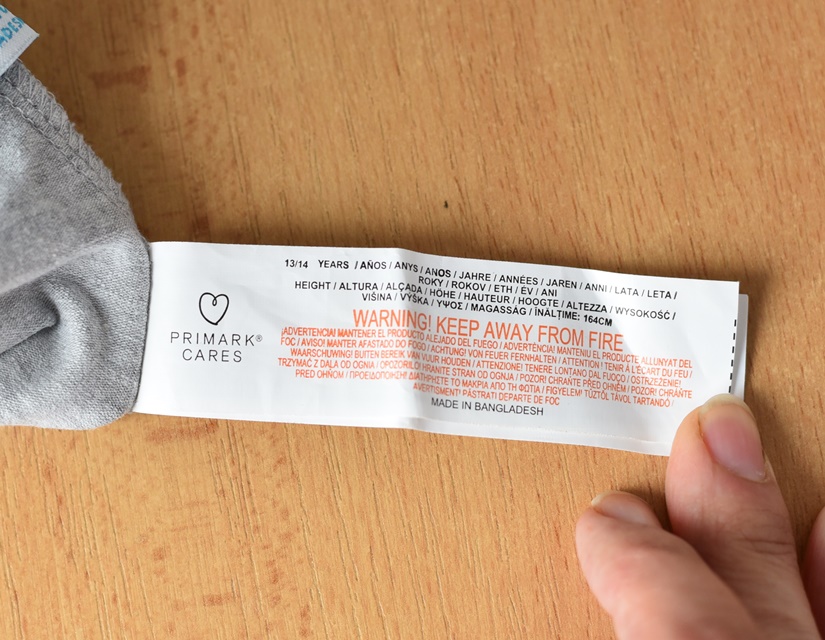 PRIMARK®
CARES
13/14 YEARS / AÑOS / ANYS / ANOS / JAHRE / ANNÉES / JAREN / ANNI / LATA / LETA /
ROKY / ROKOV / ΕΤΗ / ÉV / ANI
HEIGHT / ALTURA / ALÇADA / HÖHE / HAUTEUR / HOOGTE / ALTEZZA / WYSOKOŚĆ /
VIŠINA / VÝŠKA / ΥΨΟΣ / MAGASSÁG / ÎNĂLȚIME: 164CM
WARNING! KEEP AWAY FROM FIRE
¡ADVERTENCIA! MANTENER EL PRODUCTO ALEJADO DEL FUEGO / ADVERTÈNCIA! MANTENIU EL PRODUCTE ALLUNYAT DEL
FOC / AVISO! MANTER AFASTADO DO FOGO / ACHTUNG! VON FEUER FERNHALTEN / ATTENTION ! TENIR À L'ÉCART DU FEU /
WAARSCHUWING! BUITEN BEREIK VAN VUUR HOUDEN / ATTENZIONE! TENERE LONTANO DAL FUOCO / OSTRZEŻENIE!
TRZYMAĆ Z DALA OD OGNIA / OPOZORILO! HRANITE STRAN OD OGNJA / POZOR! CHRAŇTE PŘED OHNĚM / POZOR! CHRÁŇTE
PRED OHŇOM / ΠΡΟΕΙΔΟΠΟΙΗΣΗ! ΔΙΑΤΗΡΗΣΤΕ ΤΟ ΜΑΚΡΙΑ ΑΠΟ ΤΗ ΦΩΤΙΑ / FIGYELEM! TŰZTŐL TÁVOL TARTANDÓ /
AVERTISMENT! PĂSTRAȚI DEPARTE DE FOC
MADE IN BANGLADESH